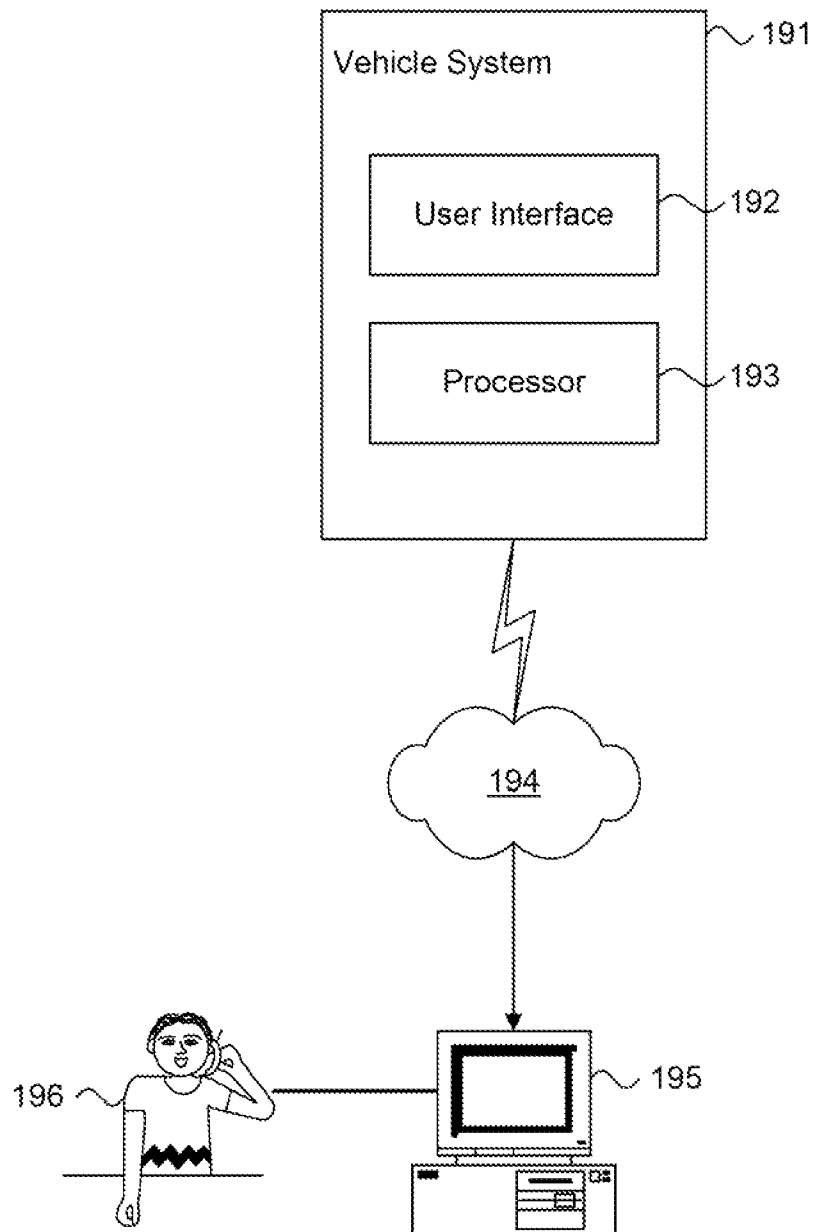 191
Vehicle System
User Interface
192
Processor
193
194
195
196